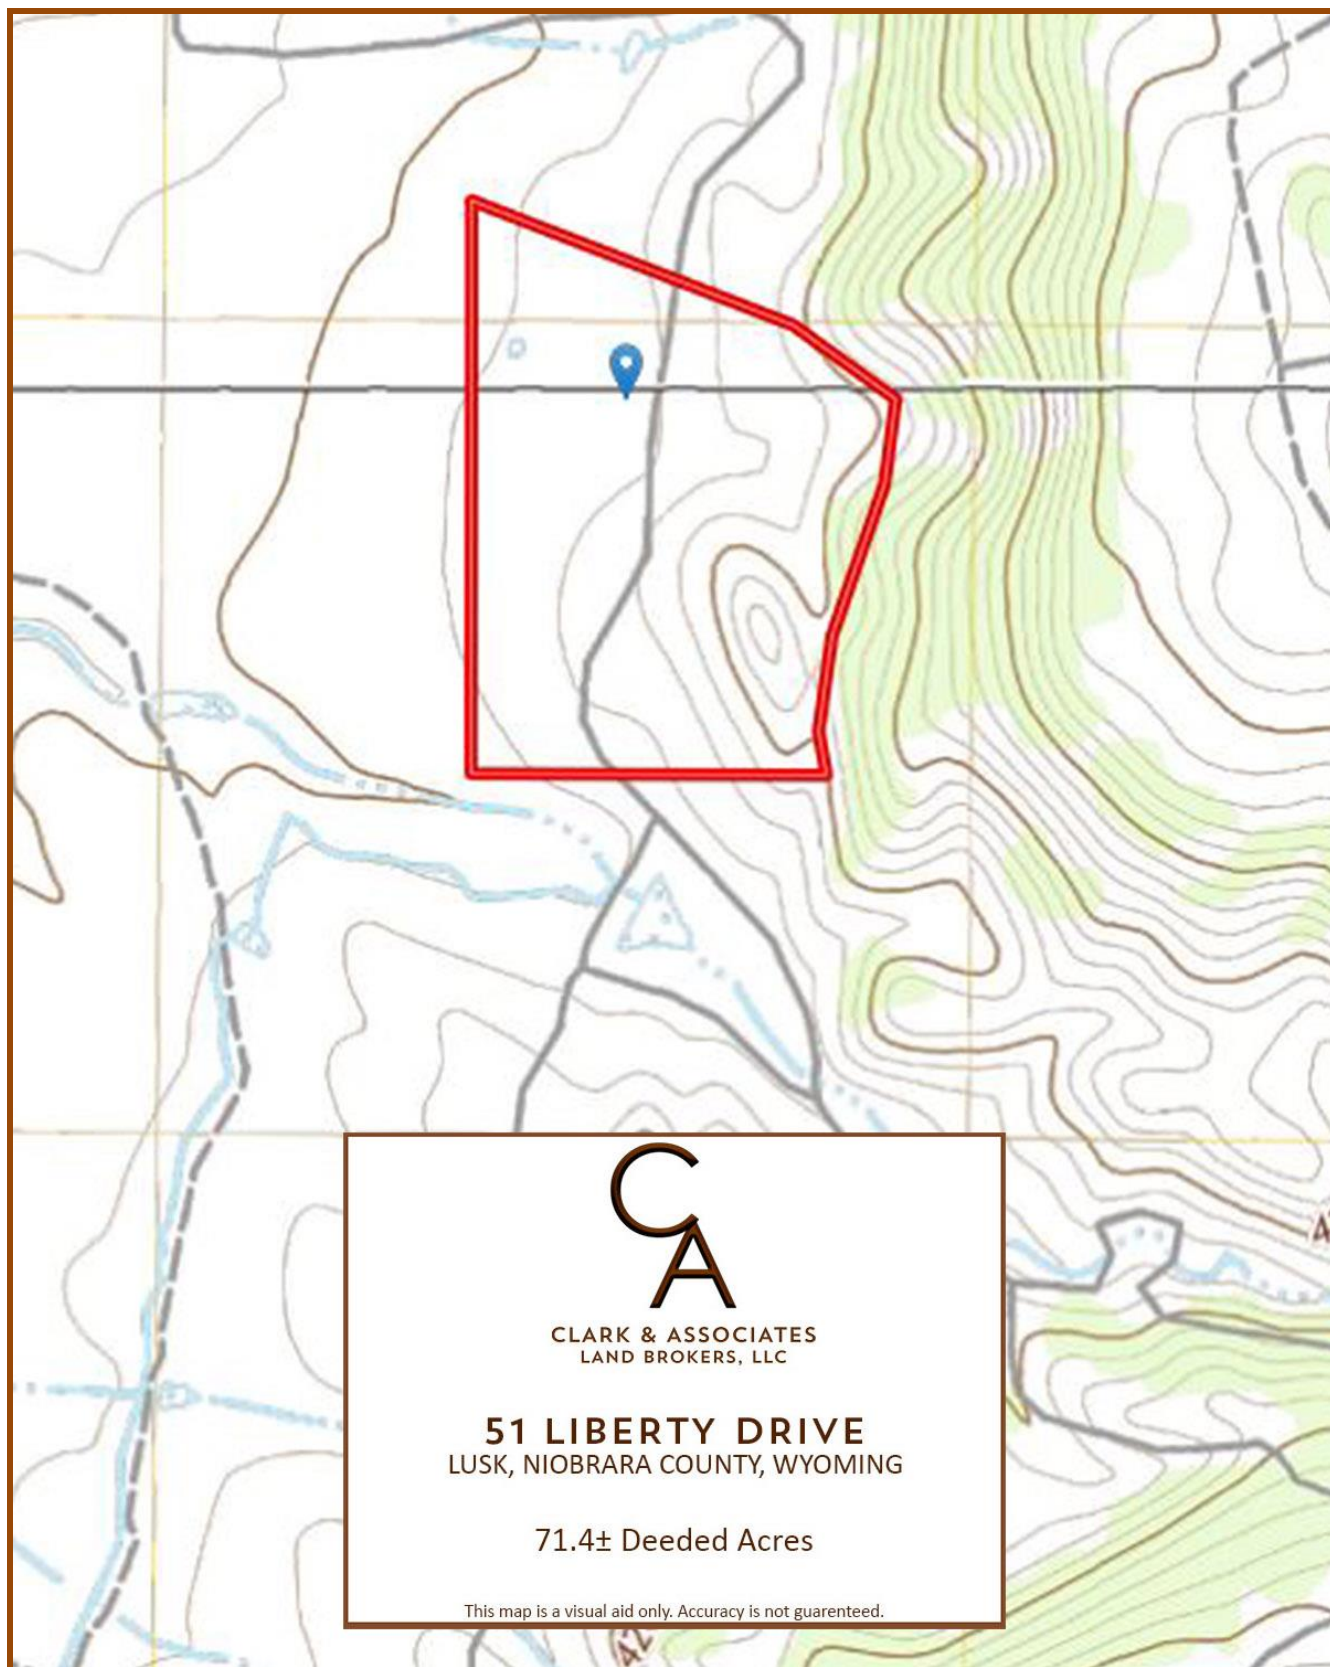 CA
CLARK & ASSOCIATES
LAND BROKERS, LLC
51 LIBERTY DRIVE
LUSK, NIOBRARA COUNTY, WYOMING
71.4± Deeded Acres
This map is a visual aid only. Accuracy is not guarenteed.
42